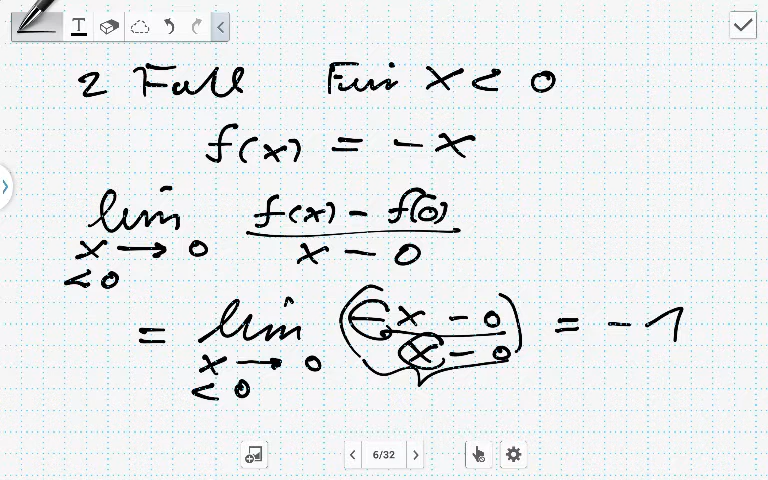 T
2 Fall Für x < 0
f(x) = - x
lim f(x) - f(0)
x → 0 x - 0
< 0
= lim ( - x - 0 ) = - 1
x → 0 x - 0
< 0
6/32